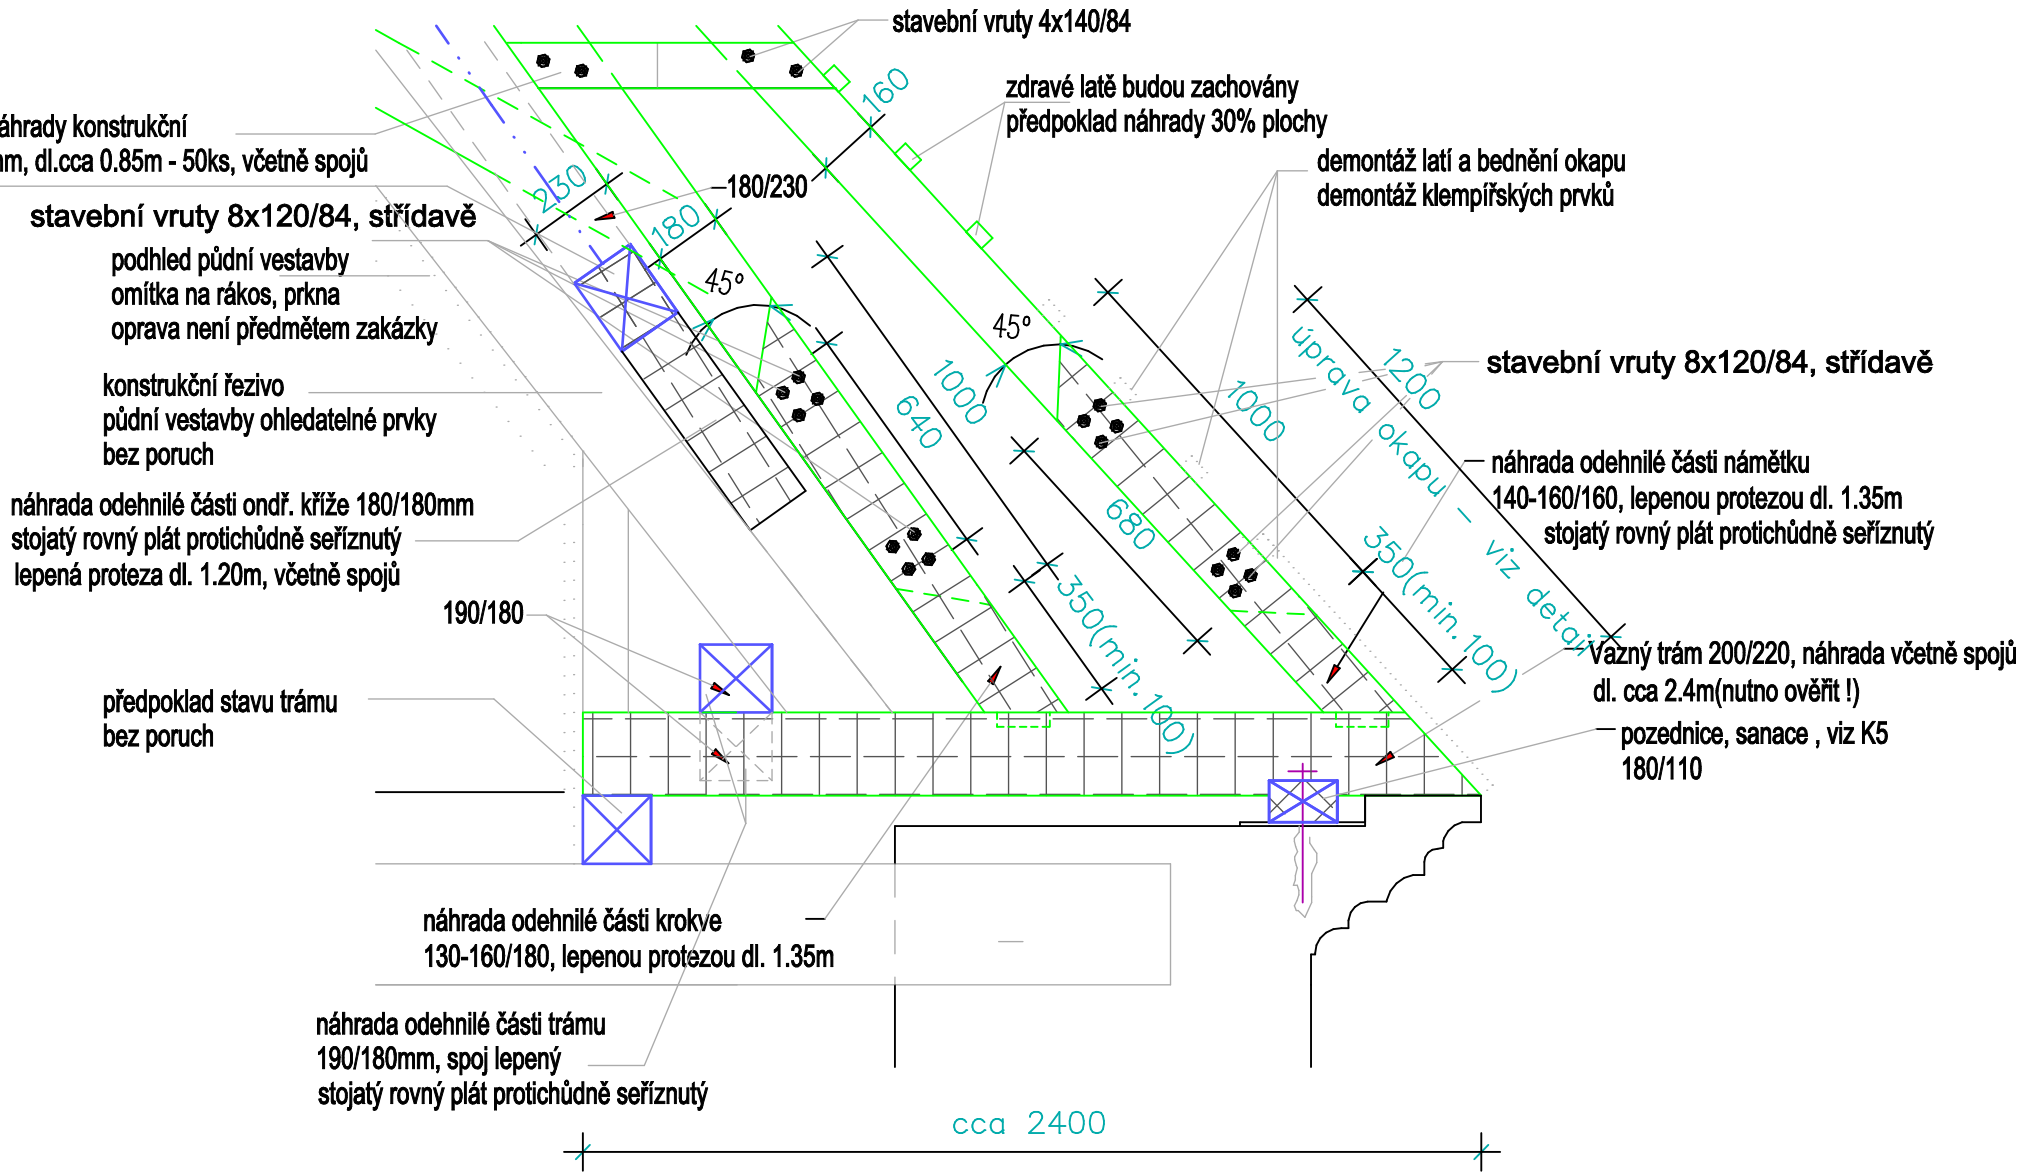 stavební vruty 4x140/84
zdravé latě budou zachovány
předpoklad náhrady 30% plochy
160
áhrady konstrukční
m, dl.cca 0.85m - 50ks, včetně spojů
demontáž latí a bednění okapu
demontáž klempířských prvků
230
180/230
180
stavební vruty 8x120/84, střídavě
podhled půdní vestavby
omítka na rákos, prkna
oprava není předmětem zakázky
45°
45°
konstrukční řezivo
půdní vestavby ohledatelné prvky
bez poruch
640
1000
680
1000
1200
úprava okapu – viz detail
stavební vruty 8x120/84, střídavě
náhrada odehnilé části námětku
140-160/160, lepenou protezou dl. 1.35m
stojatý rovný plát protichůdně seříznutý
náhrada odehnilé části ondř. kříže 180/180mm
stojatý rovný plát protichůdně seříznutý
lepená proteza dl. 1.20m, včetně spojů
350(min.100)
350(min.100)
190/180
Vazný trám 200/220, náhrada včetně spojů
dl. cca 2.4m(nutno ověřit !)
předpoklad stavu trámu
bez poruch
pozednice, sanace , viz K5
180/110
náhrada odehnilé části krokve
130-160/180, lepenou protezou dl. 1.35m
náhrada odehnilé části trámu
190/180mm, spoj lepený
stojatý rovný plát protichůdně seříznutý
cca 2400